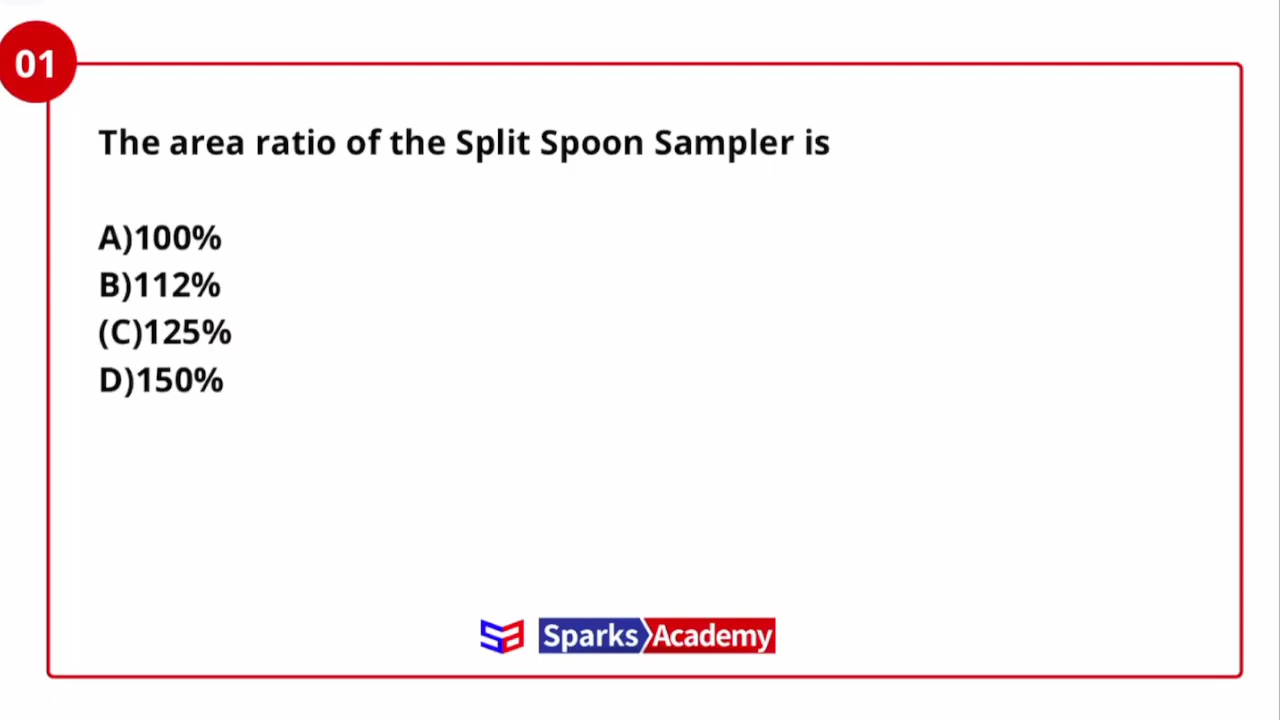 01
The area ratio of the Split Spoon Sampler is
A)100%
B)112%
(C)125%
D)150%
Sparks Academy